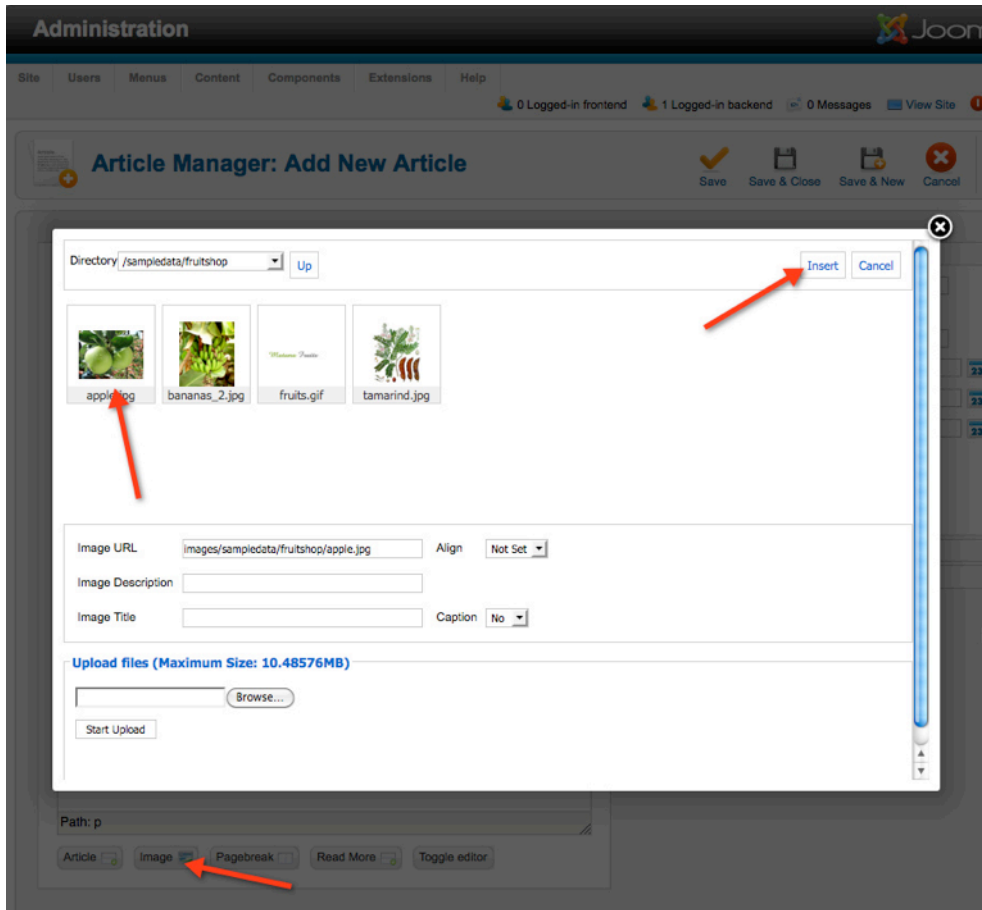 Administration
Joom
Site Users Menus Content Components Extensions Help
0 Logged-in frontend 1 Logged-in backend 0 Messages View Site
Article Manager: Add New Article
Save Save & Close Save & New Cancel
Directory /sampledata/fruitshop Up Insert Cancel
apple.jpg bananas_2.jpg fruits.gif tamarind.jpg
Image URL images/sampledata/fruitshop/apple.jpg Align Not Set
Image Description
Image Title Caption No
Upload files (Maximum Size: 10.48576MB)
Browse...
Start Upload
Path: p
Article Image Pagebreak Read More Toggle editor